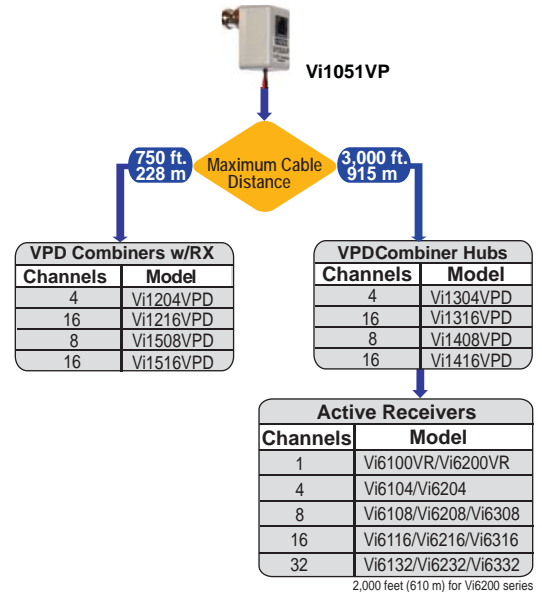 Vi1051VP
750 ft.
228 m
Maximum Cable
Distance
3,000 ft.
915 m
VPD Combiners w/RX
Channels Model
4 Vi1204VPD
16 Vi1216VPD
8 Vi1508VPD
16 Vi1516VPD
VPDCombiner Hubs
Channels Model
4 Vi1304VPD
16 Vi1316VPD
8 Vi1408VPD
16 Vi1416VPD
Active Receivers
Channels Model
1 Vi6100VR/Vi6200VR
4 Vi6104/Vi6204
8 Vi6108/Vi6208/Vi6308
16 Vi6116/Vi6216/Vi6316
32 Vi6132/Vi6232/Vi6332
2,000 feet (610 m) for Vi6200 series